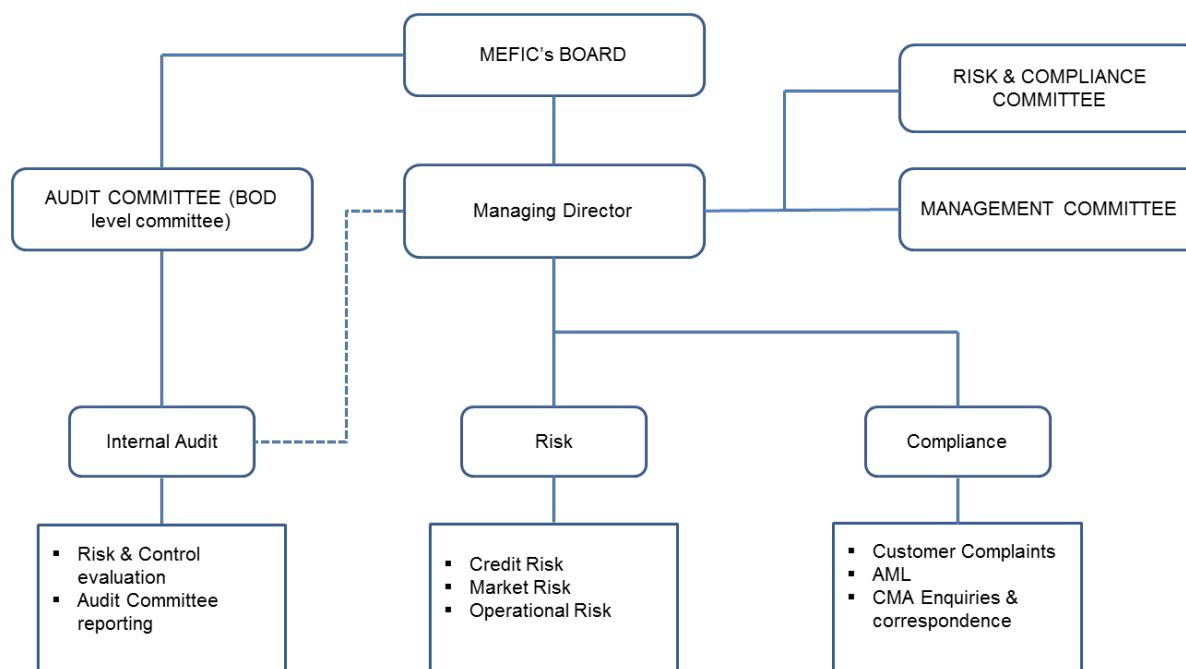 MEFIC's BOARD
RISK & COMPLIANCE
COMMITTEE
AUDIT COMMITTEE (BOD
level committee)
Managing Director
MANAGEMENT COMMITTEE
Internal Audit
Risk
Compliance
▪ Risk & Control
evaluation
▪ Audit Committee
reporting
▪ Credit Risk
▪ Market Risk
▪ Operational Risk
▪ Customer Complaints
▪ AML
▪ CMA Enquiries &
correspondence